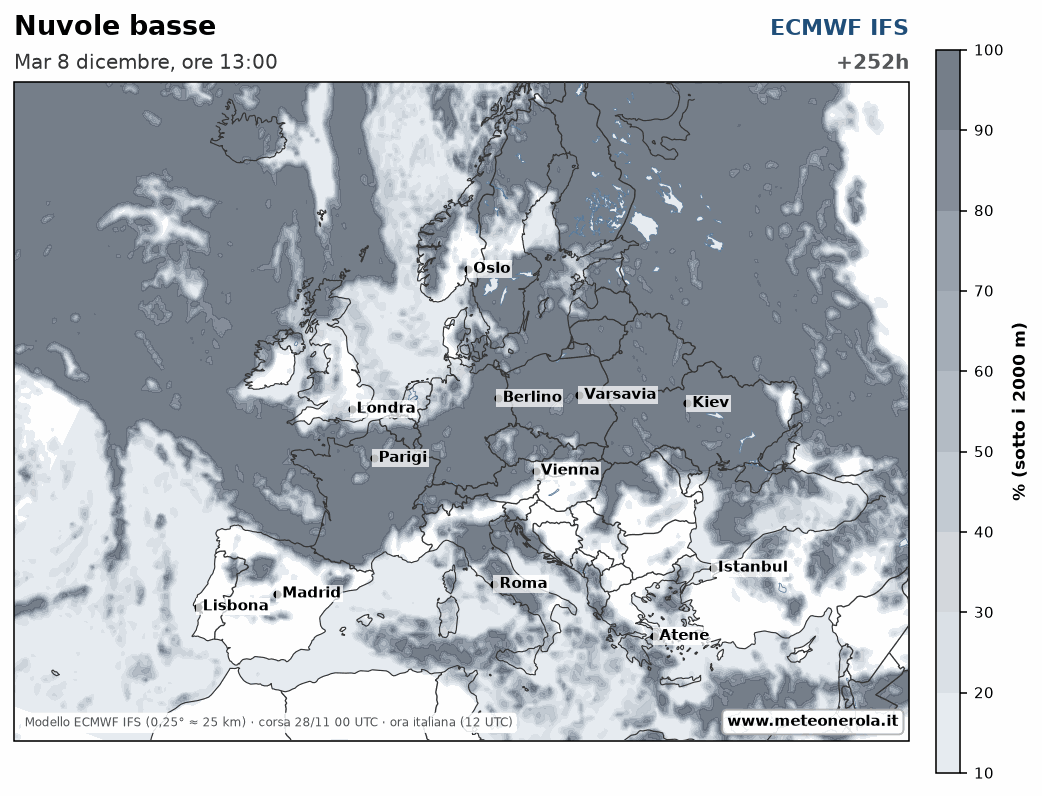 Nuvole basse
ECMWF IFS
Mar 8 dicembre, ore 13:00
+252h
100
90
80
70
60
50
40
30
20
10
% (sotto i 2000 m)
Oslo
Berlino
Varsavia
Kiev
Londra
Parigi
Vienna
Istanbul
Roma
Madrid
Lisbona
Atene
Modello ECMWF IFS (0,25° ≈ 25 km) · corsa 28/11 00 UTC · ora italiana (12 UTC)
www.meteonerola.it